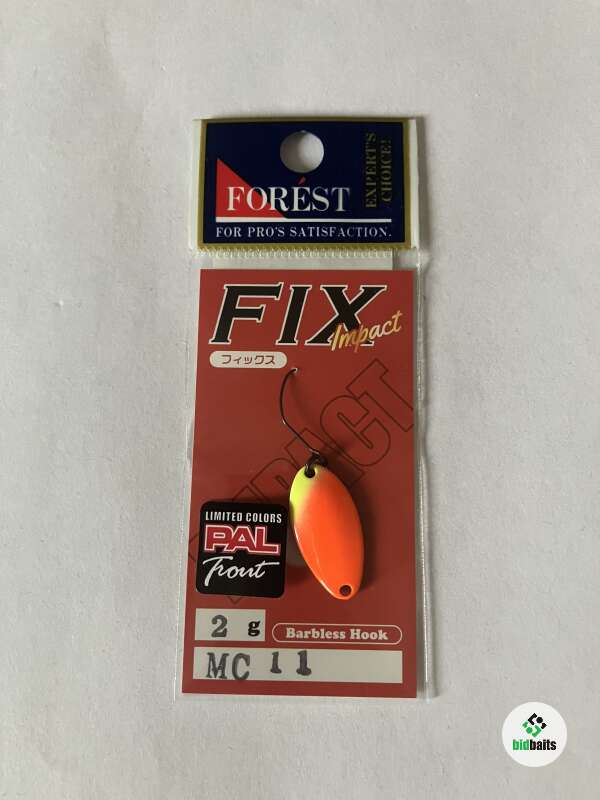 FORÉST
EXPERT'S
CHOICE!
FOR PRO'S SATISFACTION.
FIX
Impact
フィックス
IMPACT
LIMITED COLORS
PAL
Trout
2 g
Barbless Hook
MC 11
bidbaits